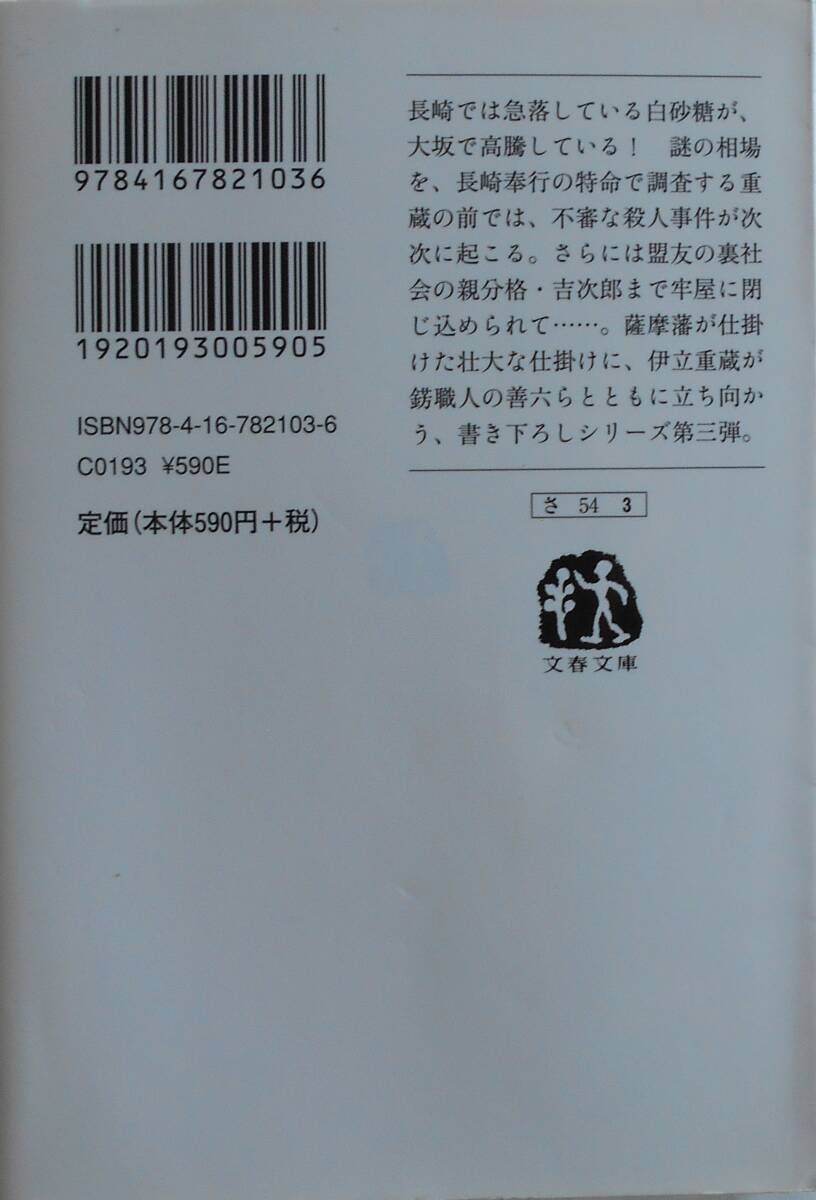 9784167821036
1920193005905
ISBN978-4-16-782103-6
C0193 ¥590E
定価(本体590円+税)
長崎では急落している白砂糖が、
大坂で高騰している! 謎の相場
を、長崎奉行の特命で調査する重
蔵の前では、不審な殺人事件が次
次に起こる。さらには盟友の裏社
会の親分格・吉次郎まで牢屋に閉
じ込められて……。薩摩藩が仕掛
けた壮大な仕掛けに、伊立重蔵が
錺職人の善六らとともに立ち向か
う、書き下ろしシリーズ第三弾。
さ 54 3
文春文庫